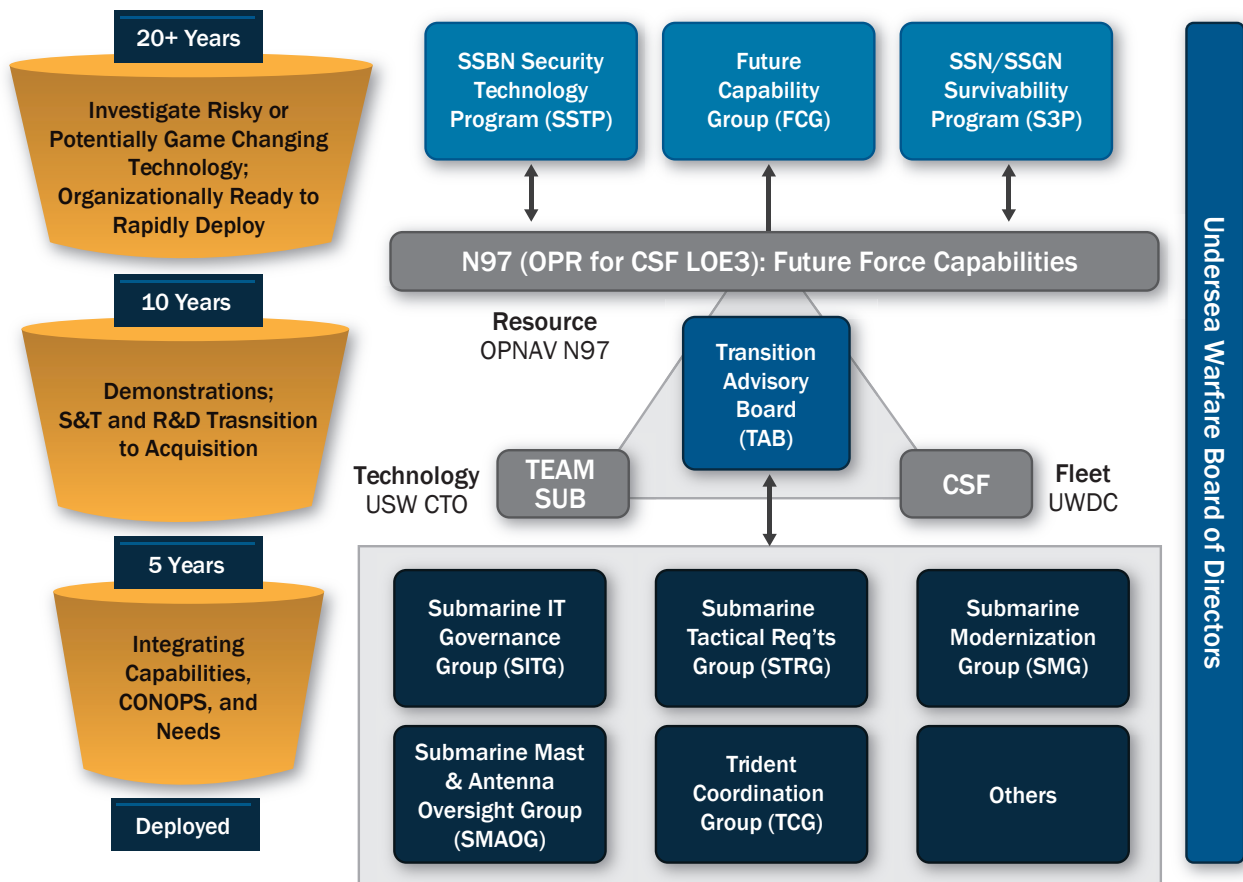 20+ Years
Investigate Risky or
Potentially Game Changing
Technology;
Organizationally Ready to
Rapidly Deploy
10 Years
Demonstrations;
S&T and R&D Trasnsition
to Acquisition
5 Years
Integrating
Capabilities,
CONOPS, and
Needs
Deployed
SSBN Security
Technology
Program (SSTP)
Future
Capability
Group (FCG)
SSN/SSGN
Survivability
Program (S3P)
N97 (OPR for CSF LOE3): Future Force Capabilities
Resource
OPNAV N97
Transition
Advisory
Board
(TAB)
Technology
USW CTO
TEAM
SUB
CSF
Fleet
UWDC
Submarine IT
Governance
Group (SITG)
Submarine
Tactical Req'ts
Group (STRG)
Submarine
Modernization
Group (SMG)
Submarine Mast
& Antenna
Oversight Group
(SMAOG)
Trident
Coordination
Group (TCG)
Others
Undersea Warfare Board of Directors